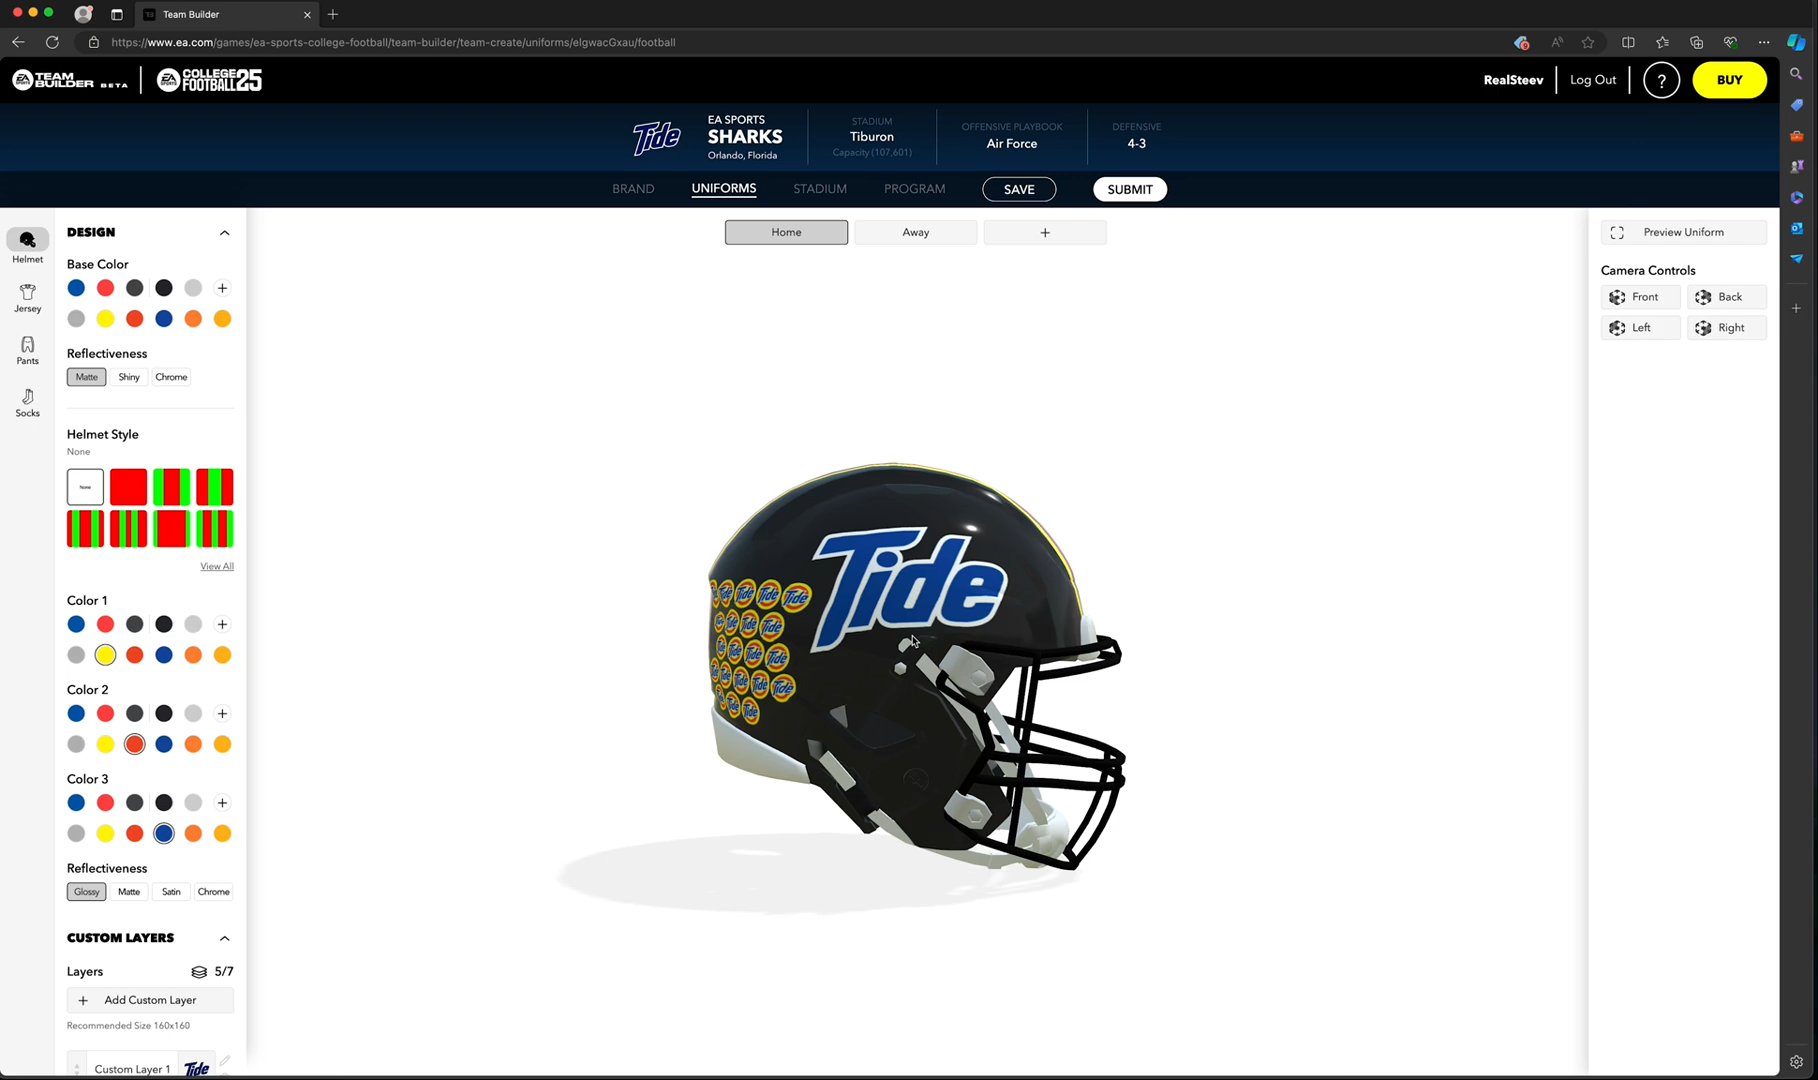 Team Builder
https://www.ea.com/games/ea-sports-college-football/team-builder/team-create/uniforms/elgwacGxau/football
EA SPORTS TEAM BUILDER BETA
EA SPORTS COLLEGE FOOTBALL 25
RealSteev
Log Out
?
BUY
Tide
EA SPORTS
SHARKS
Orlando, Florida
STADIUM
Tiburon
Capacity (107,601)
OFFENSIVE PLAYBOOK
Air Force
DEFENSIVE
4-3
BRAND
UNIFORMS
STADIUM
PROGRAM
SAVE
SUBMIT
Helmet
Jersey
Pants
Socks
DESIGN
Base Color
Reflectiveness
Matte
Shiny
Chrome
Helmet Style
None
None
View All
Color 1
Color 2
Color 3
Reflectiveness
Glossy
Matte
Satin
Chrome
CUSTOM LAYERS
Layers
5/7
+ Add Custom Layer
Recommended Size 160x160
Custom Layer 1
Tide
Home
Away
+
Tide
Tide
Preview Uniform
Camera Controls
Front
Back
Left
Right